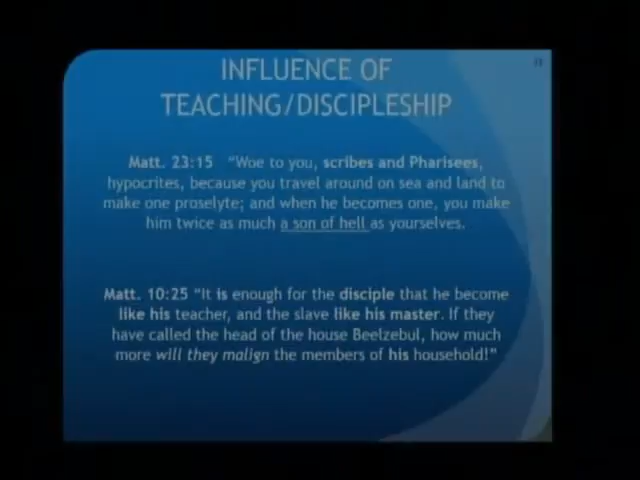 INFLUENCE OF
TEACHING/DISCIPLESHIP
Matt. 23:15 “Woe to you, scribes and Pharisees,
hypocrites, because you travel around on sea and land to
make one proselyte; and when he becomes one, you make
him twice as much a son of hell as yourselves.
Matt. 10:25 “It is enough for the disciple that he become
like his teacher, and the slave like his master. If they
have called the head of the house Beelzebul, how much
more will they malign the members of his household!”